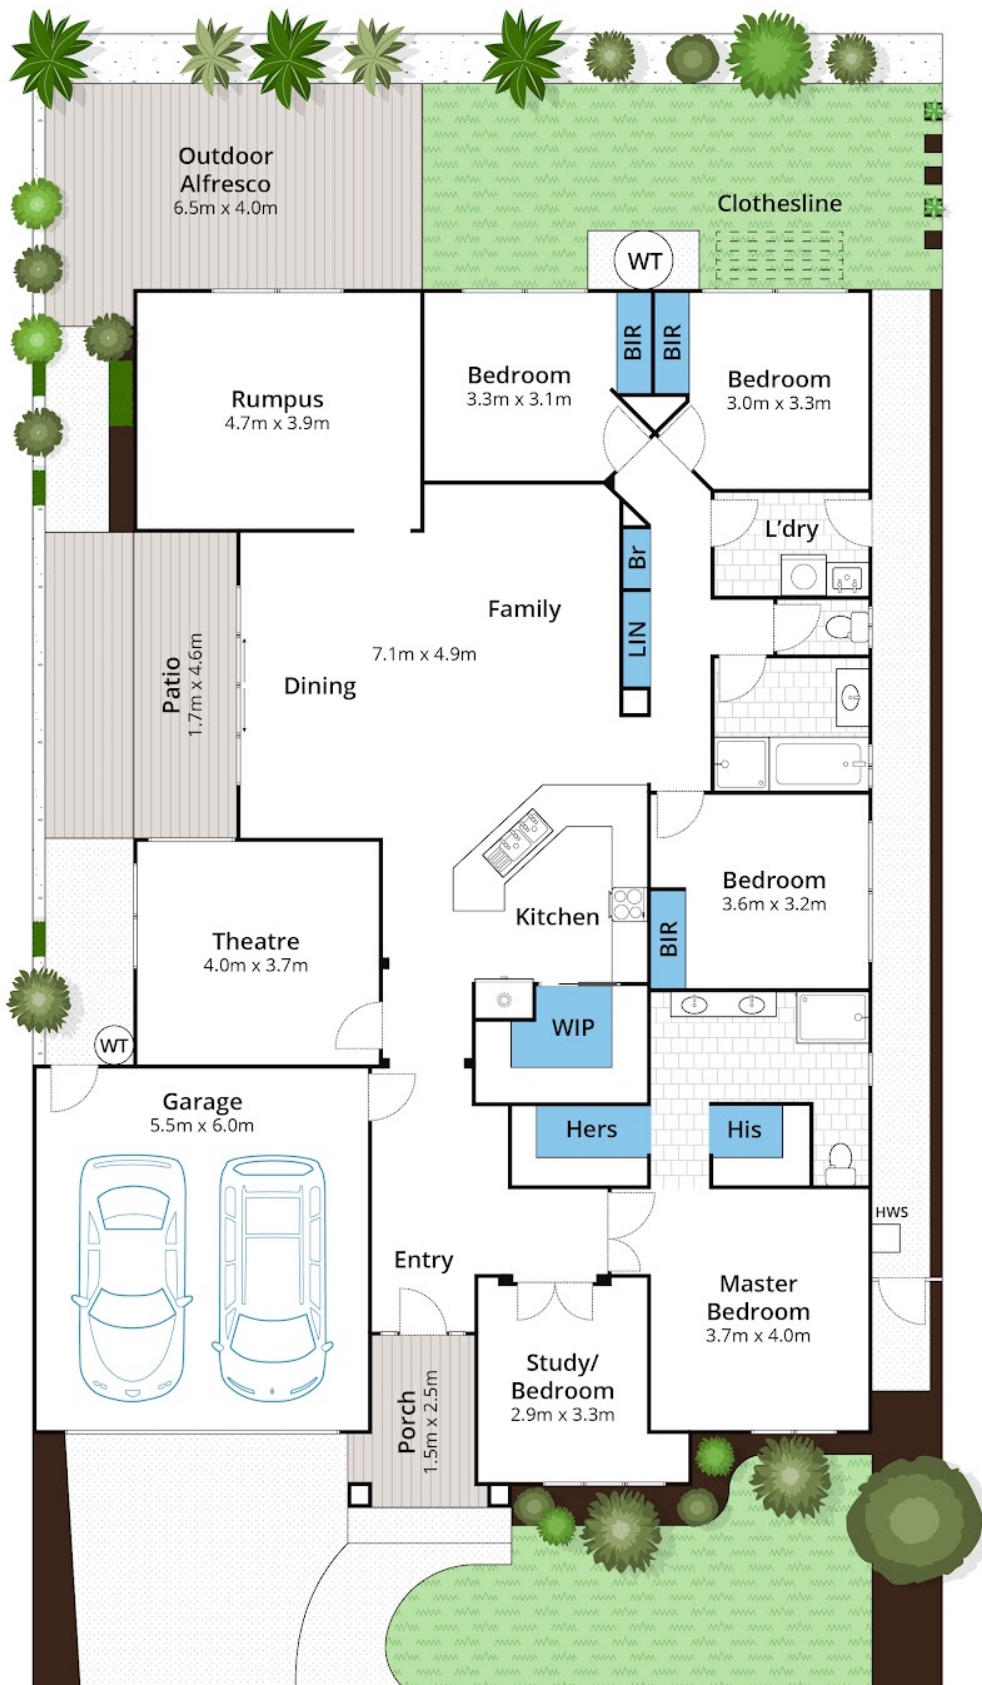 Outdoor
Alfresco
6.5m x 4.0m
Clothesline
WT
BIR
BIR
Bedroom
3.3m x 3.1m
Bedroom
3.0m x 3.3m
Rumpus
4.7m x 3.9m
L'dry
Br
Family
LIN
7.1m x 4.9m
Patio
1.7m x 4.6m
Dining
Bedroom
3.6m x 3.2m
Kitchen
BIR
Theatre
4.0m x 3.7m
WIP
WT
Garage
5.5m x 6.0m
Hers
His
HWS
Entry
Master
Bedroom
3.7m x 4.0m
Study/
Bedroom
2.9m x 3.3m
Porch
1.5m x 2.5m